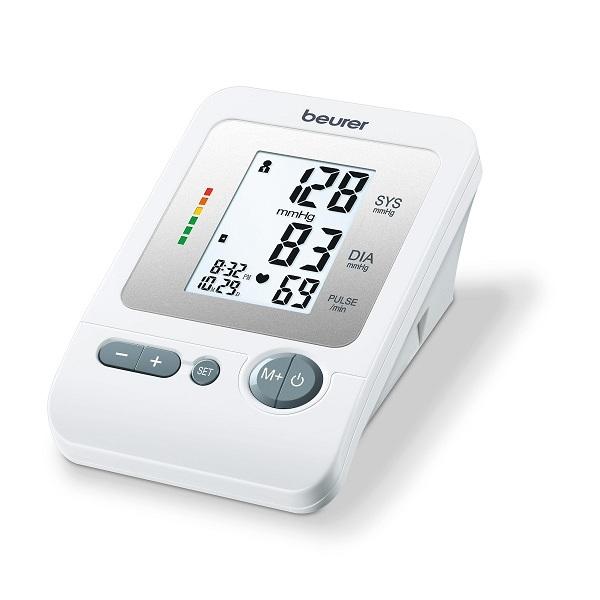 beurer
128
SYS
mmHg
mmHg
83
DIA
mmHg
8:32 PM
10.29.
69
PULSE
/min
− +
SET
M+